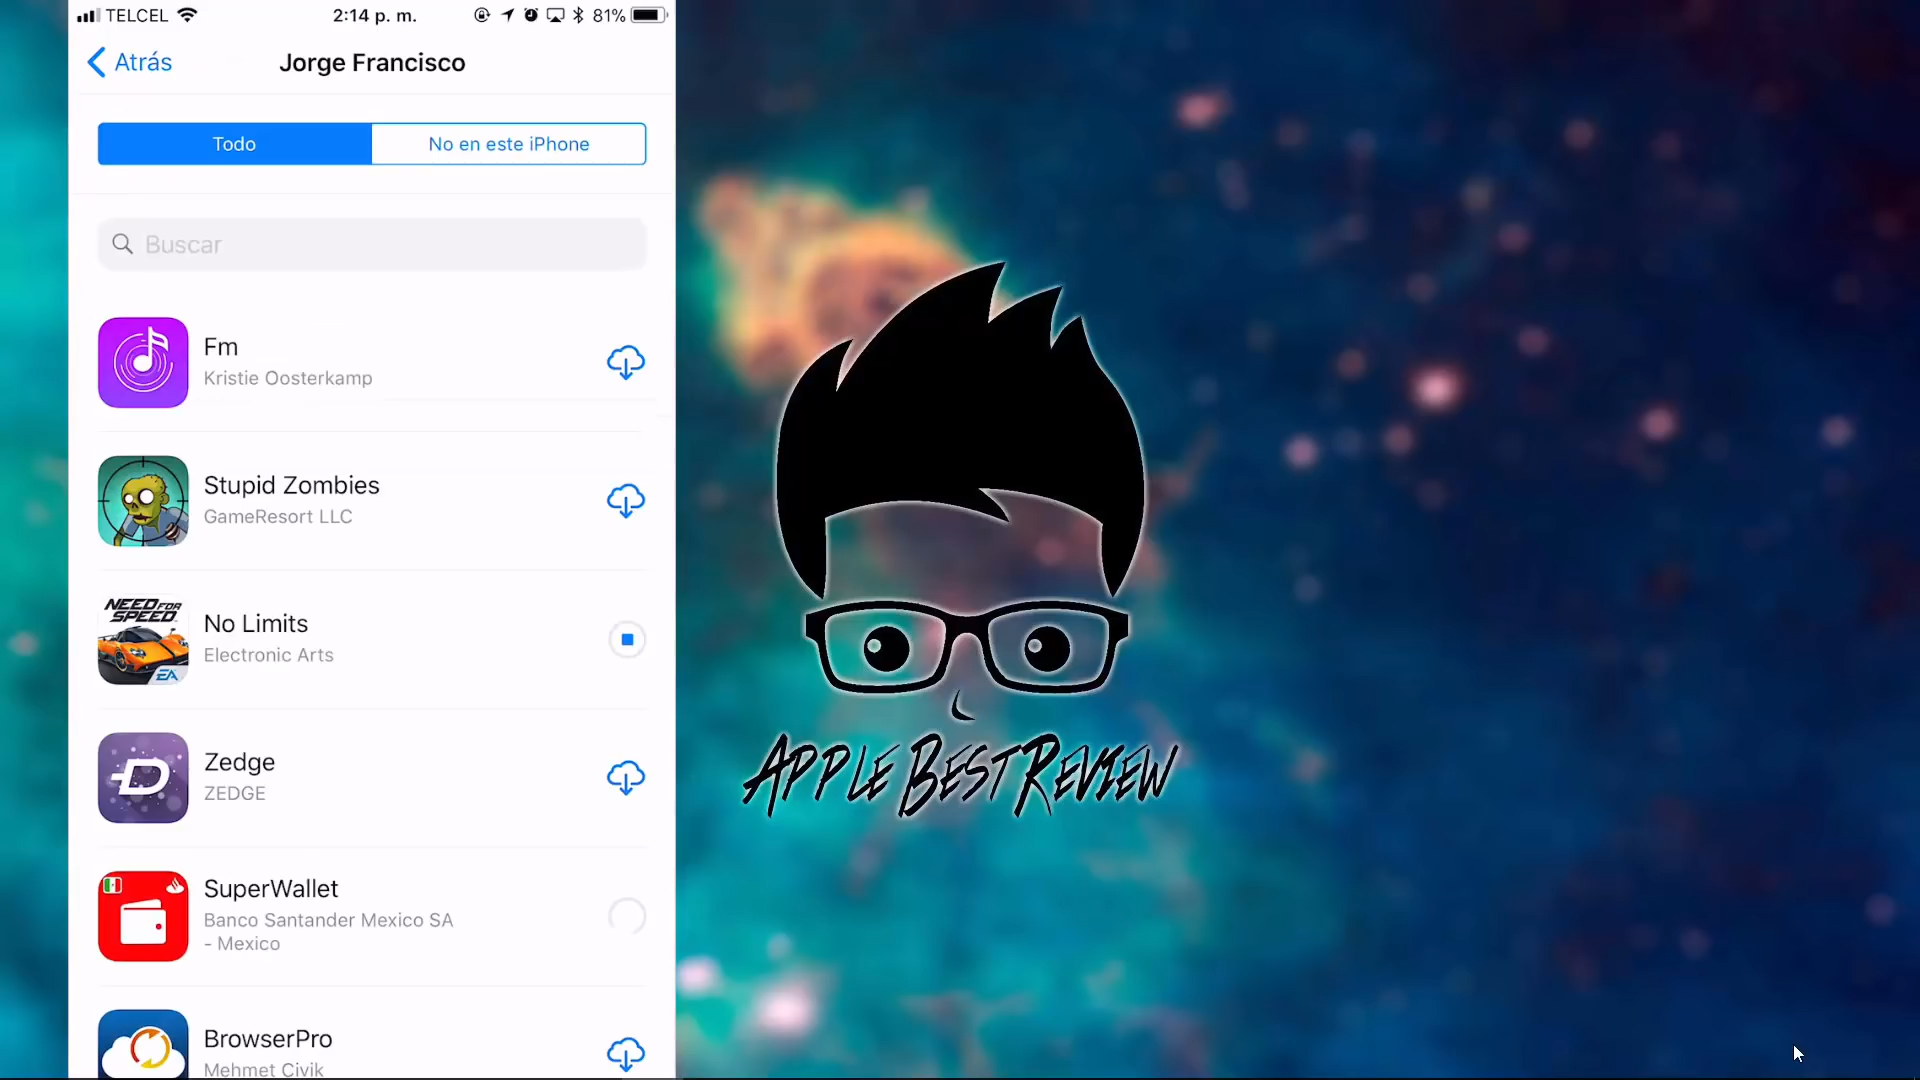 TELCEL
2:14 p. m.
81%
Atrás
Jorge Francisco
Todo
No en este iPhone
Buscar
Fm
Kristie Oosterkamp
Stupid Zombies
GameResort LLC
NEED FOR
SPEED
EA
No Limits
Electronic Arts
Zedge
ZEDGE
SuperWallet
Banco Santander Mexico SA
- Mexico
BrowserPro
Mehmet Civik
APPLE BEST REVIEW